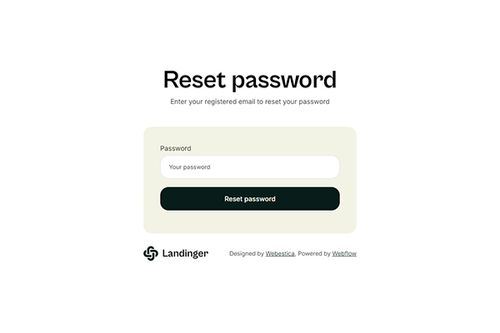 Reset password
Enter your registered email to reset your password
Password
Your password
Reset password
Landinger
Designed by Webestica, Powered by Webflow